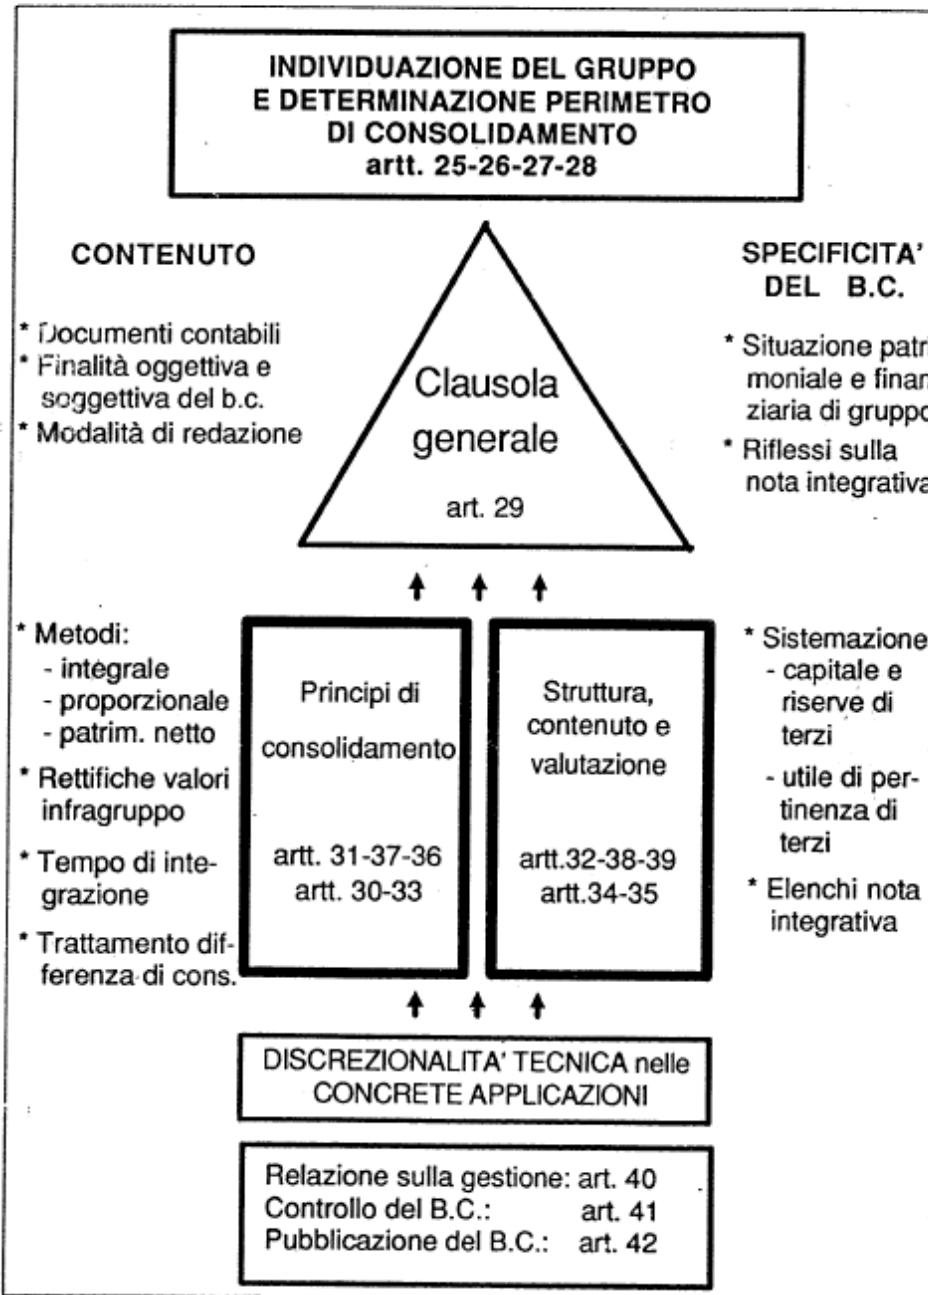 INDIVIDUAZIONE DEL GRUPPO
E DETERMINAZIONE PERIMETRO
DI CONSOLIDAMENTO
artt. 25-26-27-28
CONTENUTO
* Documenti contabili
* Finalità oggettiva e
soggettiva del b.c.
* Modalità di redazione
Clausola
generale
art. 29
SPECIFICITA'
DEL B.C.
* Situazione patri
moniale e finan
ziaria di gruppo
* Riflessi sulla
nota integrativa
* Metodi:
- integrale
- proporzionale
- patrim. netto
* Rettifiche valori
infragruppo
* Tempo di inte-
grazione
* Trattamento dif-
ferenza di cons.
Principi di
consolidamento
artt. 31-37-36
artt. 30-33
Struttura,
contenuto e
valutazione
artt.32-38-39
artt.34-35
* Sistemazione
- capitale e
riserve di
terzi
- utile di per-
tinenza di
terzi
* Elenchi nota
integrativa
DISCREZIONALITA' TECNICA nelle
CONCRETE APPLICAZIONI
Relazione sulla gestione: art. 40
Controllo del B.C.: art. 41
Pubblicazione del B.C.: art. 42